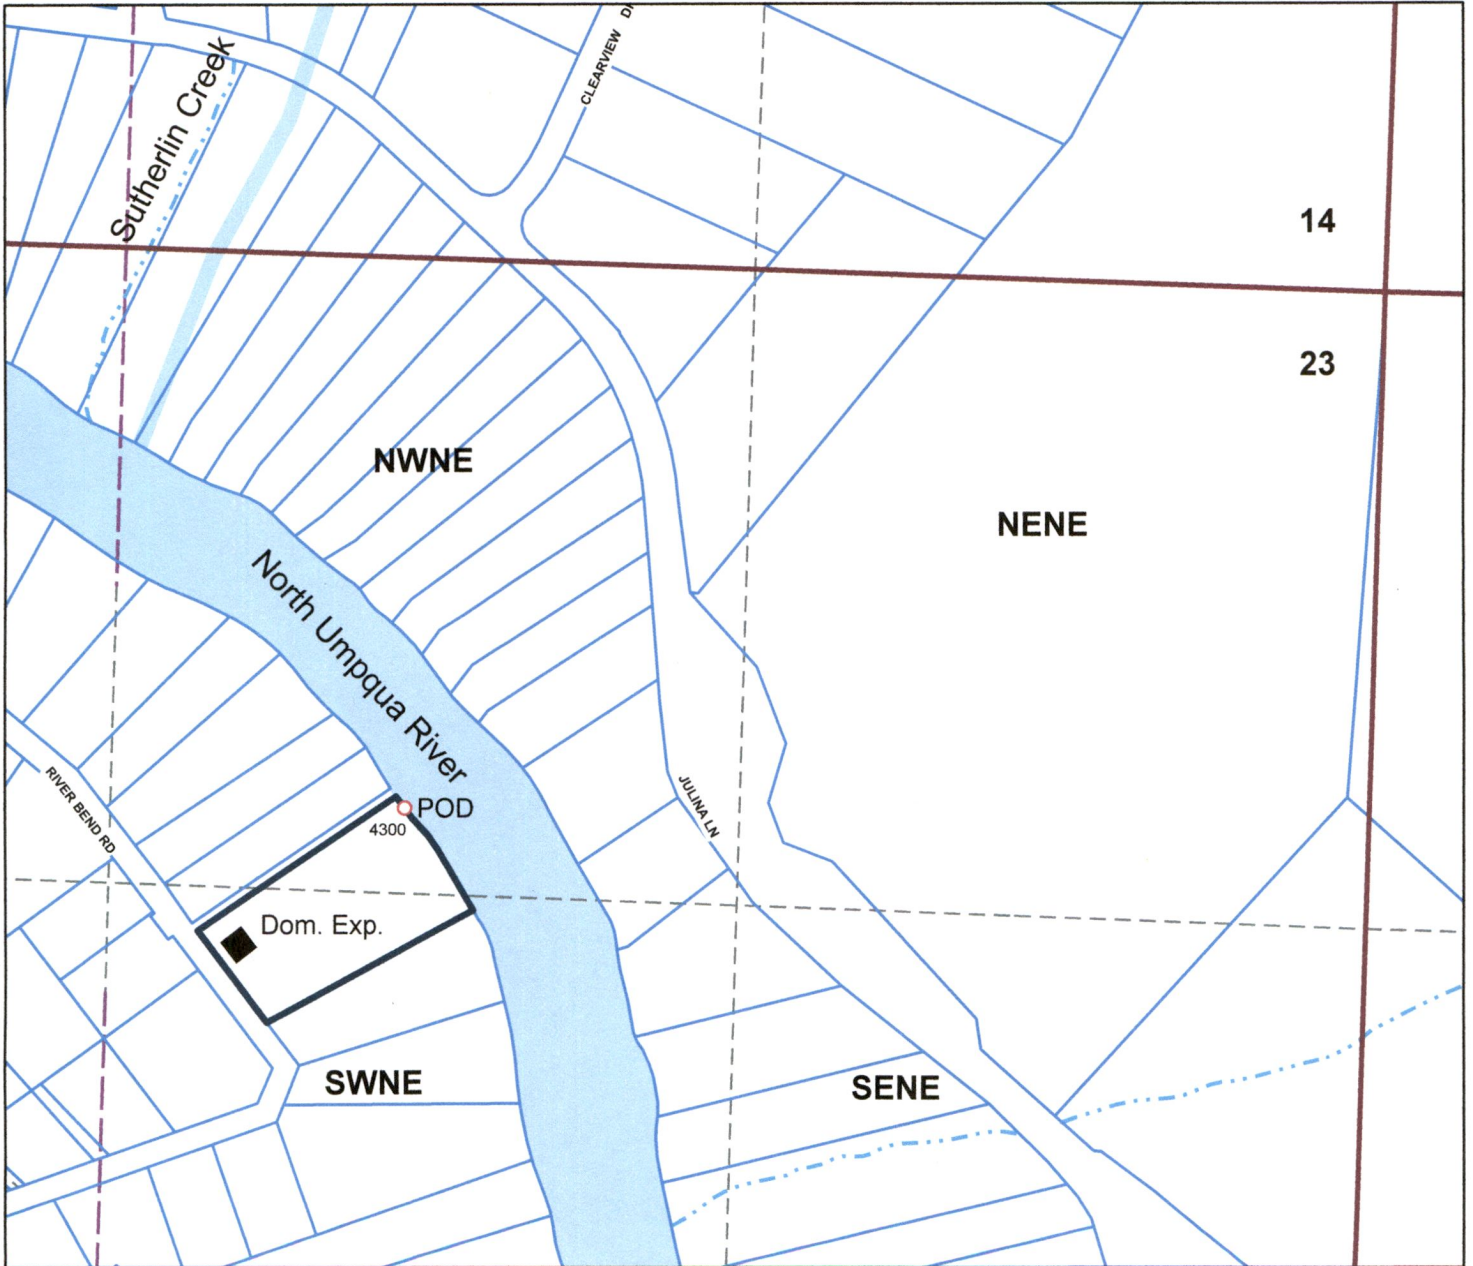 CLEARVIEW
Sutherlin Creek
14
23
NWNE
NENE
North Umpqua River
RIVER BEND RD
JULINA LN
POD
4300
Dom. Exp.
SWNE
SENE